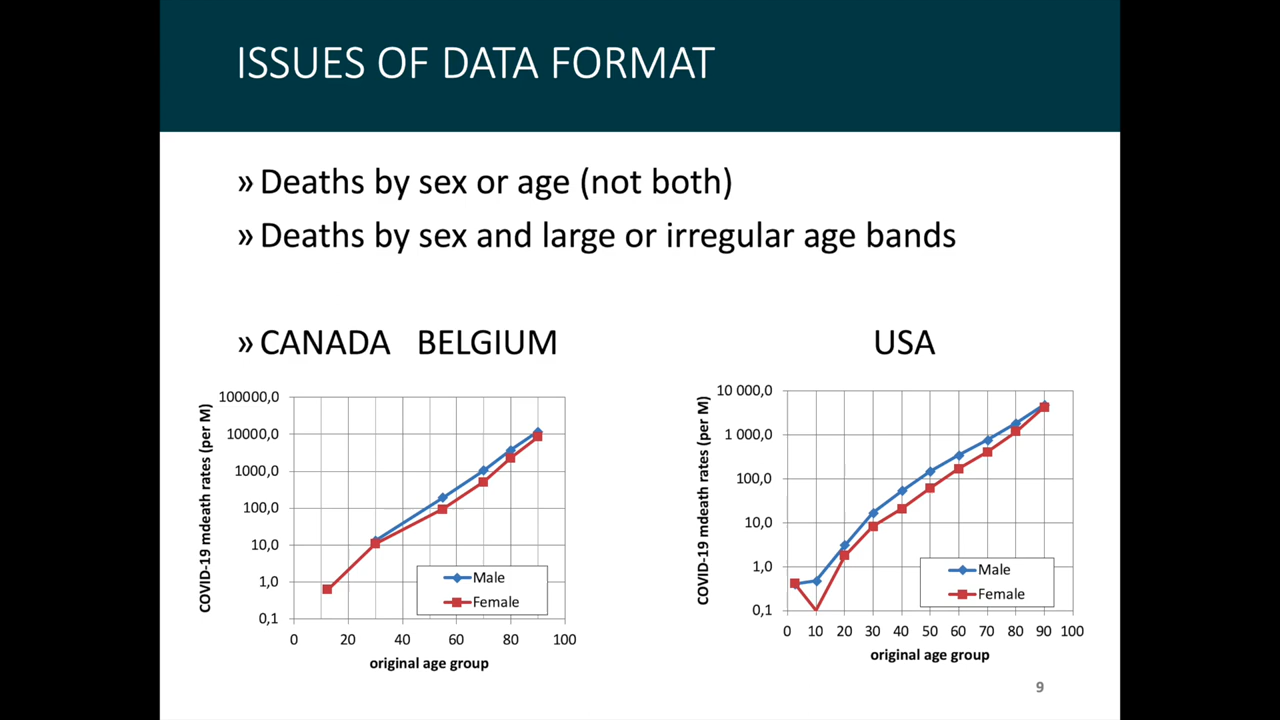 ISSUES OF DATA FORMAT
» Deaths by sex or age (not both)
» Deaths by sex and large or irregular age bands
» CANADA BELGIUM USA
COVID-19 mdeath rates (per M)
100000,0
10000,0
1000,0
100,0
10,0
1,0
0,1
0 20 40 60 80 100
original age group
Male
Female
COVID-19 mdeath rates (per M)
10 000,0
1 000,0
100,0
10,0
1,0
0,1
0 10 20 30 40 50 60 70 80 90 100
original age group
Male
Female
9